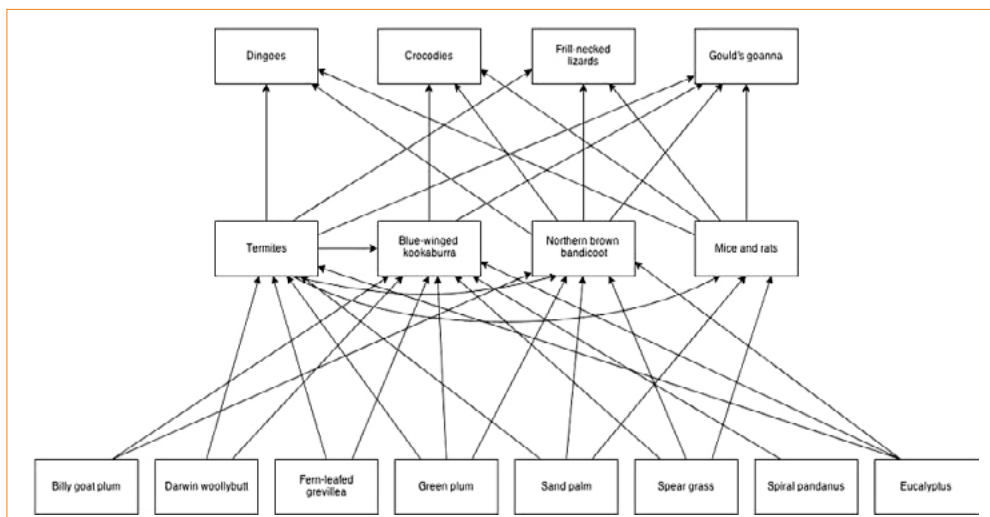 Dingoes
Crocodies
Frill-necked
lizards
Gould's goanna
Termites
Blue-winged
kookaburra
Northern brown
bandicoot
Mice and rats
Billy goat plum
Darwin woollybutt
Fern-leafed
grevillea
Green plum
Sand palm
Spear grass
Spiral pandanus
Eucalyptus